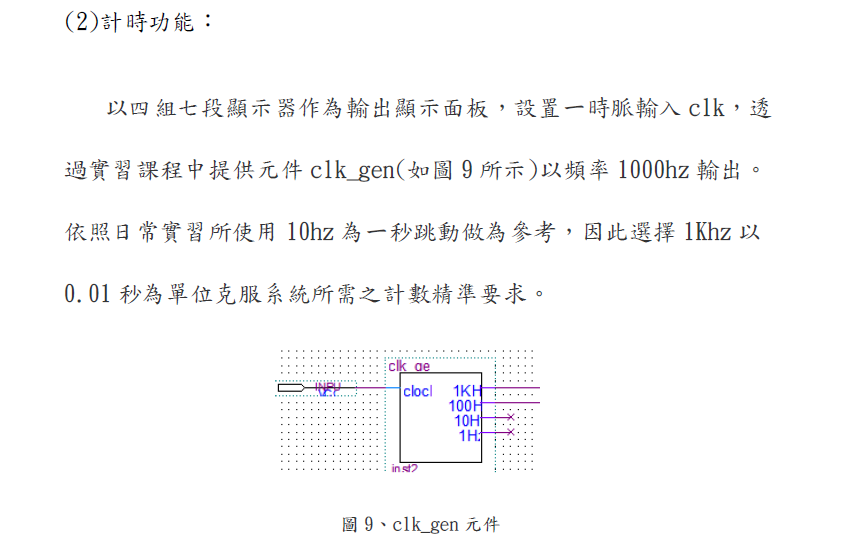 (2)計時功能：
以四組七段顯示器作為輸出顯示面板，設置一時脈輸入 clk，透
過實習課程中提供元件 clk_gen(如圖 9 所示)以頻率 1000hz 輸出。
依照日常實習所使用 10hz 為一秒跳動做為參考，因此選擇 1Khz 以
0.01 秒為單位克服系統所需之計數精準要求。
clk_ge
clocl 1KH
100H
10H
1H
inst2
圖 9、clk_gen 元件